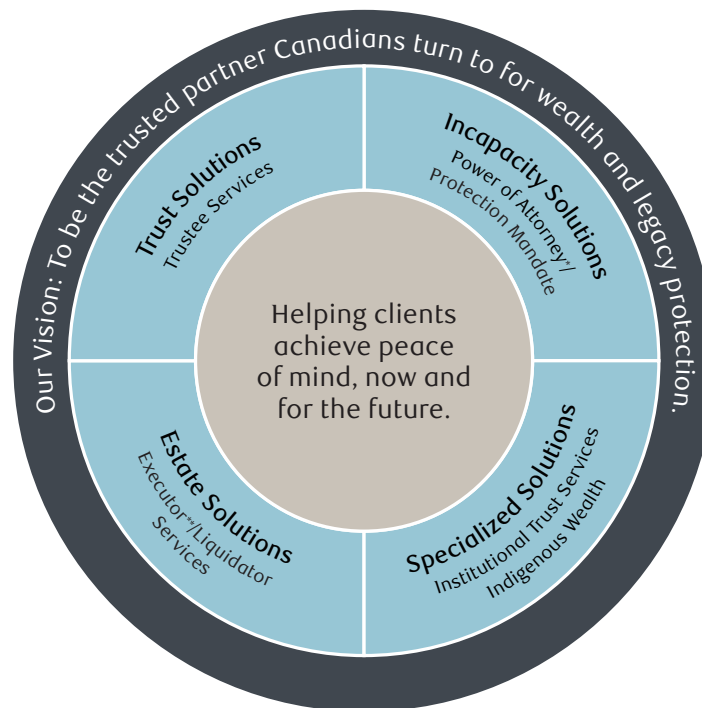 Our Vision: To be the trusted partner Canadians turn to for wealth and legacy protection.
Trust Solutions
Trustee Services
Incapacity Solutions
Power of Attorney*/
Protection Mandate
Helping clients
achieve peace
of mind, now and
for the future.
Estate Solutions
Executor**/Liquidator
Services
Specialized Solutions
Institutional Trust Services
Indigenous Wealth